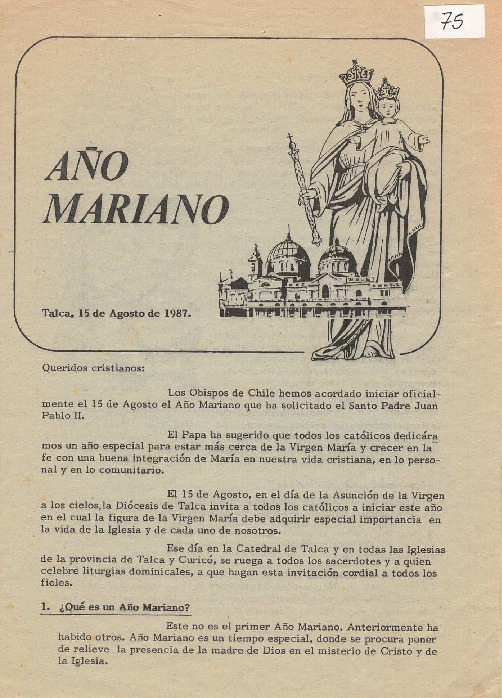 75
AÑO
MARIANO
Talca, 15 de Agosto de 1987.
Queridos cristianos:
Los Obispos de Chile hemos acordado iniciar oficial-
mente el 15 de Agosto el Año Mariano que ha solicitado el Santo Padre Juan
Pablo II.
El Papa ha sugerido que todos los católicos dedicára
mos un año especial para estar más cerca de la Virgen María y crecer en la
fe con una buena integración de María en nuestra vida cristiana, en lo perso-
nal y en lo comunitario.
El 15 de Agosto, en el día de la Asunción de la Virgen
a los cielos,la Diócesis de Talca invita a todos los católicos a iniciar este año
en el cual la figura de la Virgen María debe adquirir especial importancia en
la vida de la Iglesia y de cada uno de nosotros.
Ese día en la Catedral de Talca y en todas las Iglesias
de la provincia de Talca y Curicó, se ruega a todos los sacerdotes y a quien
celebre liturgias dominicales, a que hagan esta invitación cordial a todos los
fieles.
1. ¿Qué es un Año Mariano?
Este no es el primer Año Mariano. Anteriormente ha
habido otros. Año Mariano es un tiempo especial, donde se procura poner
de relieve la presencia de la madre de Dios en el misterio de Cristo y de
la Iglesia.